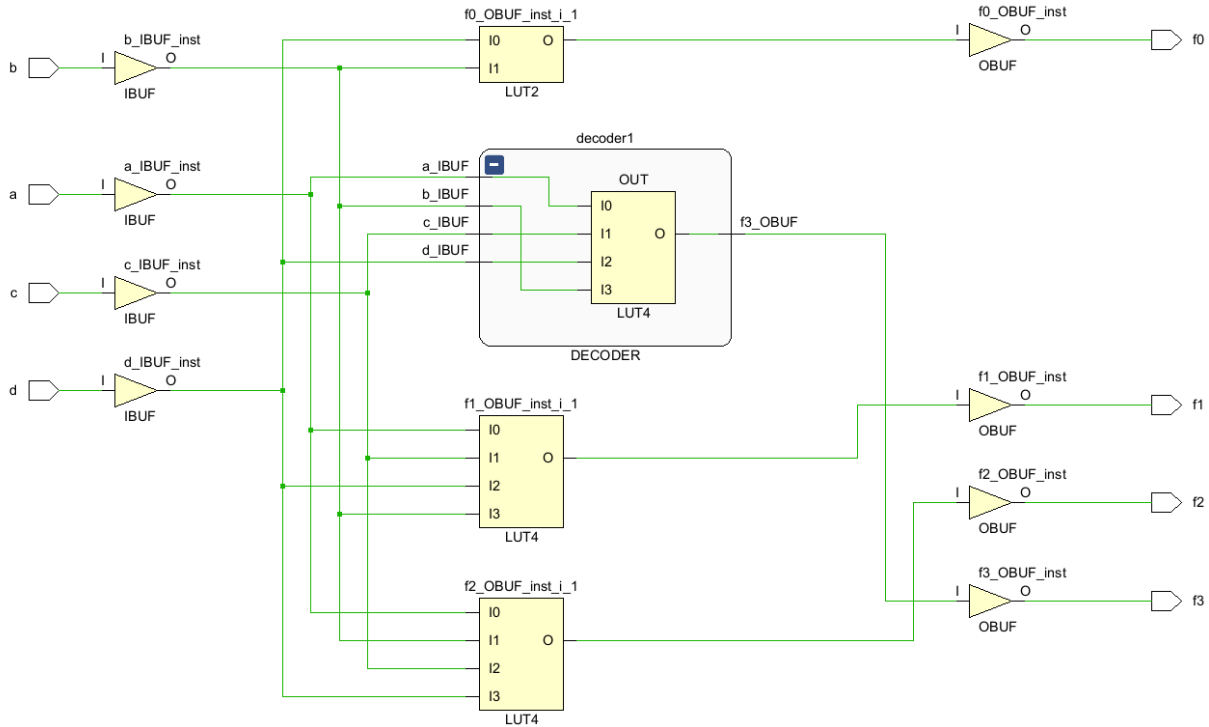 f0_OBUF_inst_i_1
f0_OBUF_inst
b_IBUF_inst
I0 O
I O
f0
b
I O
I1
OBUF
IBUF
LUT2
decoder1
a_IBUF_inst
a_IBUF
OUT
a
I O
b_IBUF
I0
IBUF
c_IBUF
I1 O
f3_OBUF
d_IBUF
I2
c_IBUF_inst
I3
c
I O
LUT4
IBUF
DECODER
d_IBUF_inst
d
I O
IBUF
f1_OBUF_inst_i_1
f1_OBUF_inst
I0
I O
f1
I1 O
OBUF
I2
I3
LUT4
f2_OBUF_inst
I O
f2
OBUF
f2_OBUF_inst_i_1
f3_OBUF_inst
I0
I O
f3
I1 O
OBUF
I2
I3
LUT4